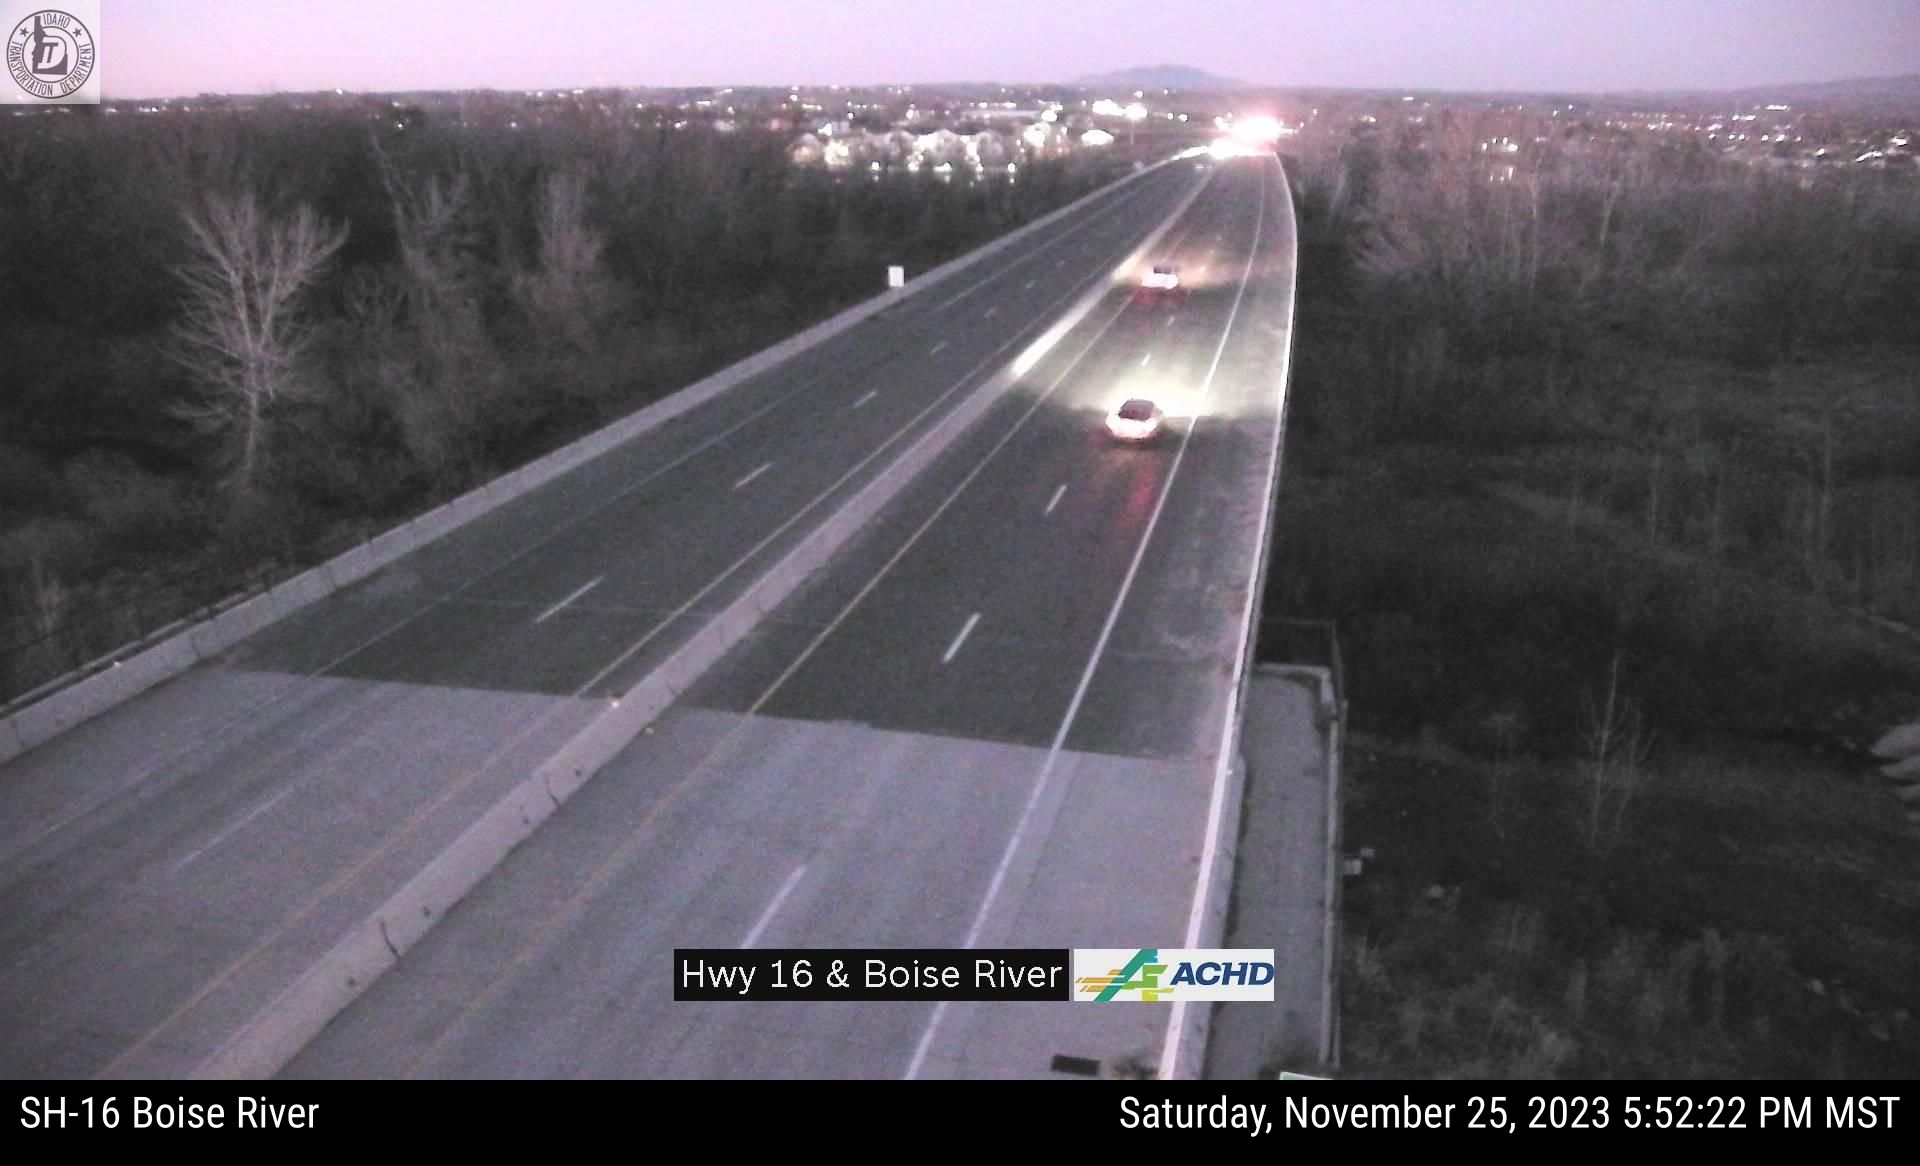 IDAHO
TRANSPORTATION DEPARTMENT
Hwy 16 & Boise River
ACHD
SH-16 Boise River
Saturday, November 25, 2023 5:52:22 PM MST